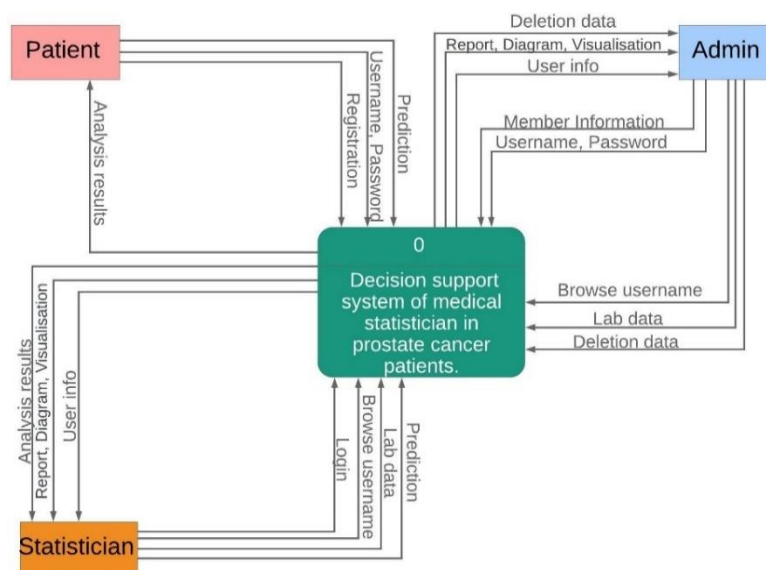 Deletion data
Patient
Report, Diagram, Visualisation
Admin
User info
Analysis results
Registration
Username, Password
Prediction
Member Information
Username, Password
0
Decision support
system of medical
statistician in
prostate cancer
patients.
Browse username
Lab data
Deletion data
Analysis results
Report, Diagram, Visualisation
User info
Login
Browse username
Lab data
Prediction
Statistician